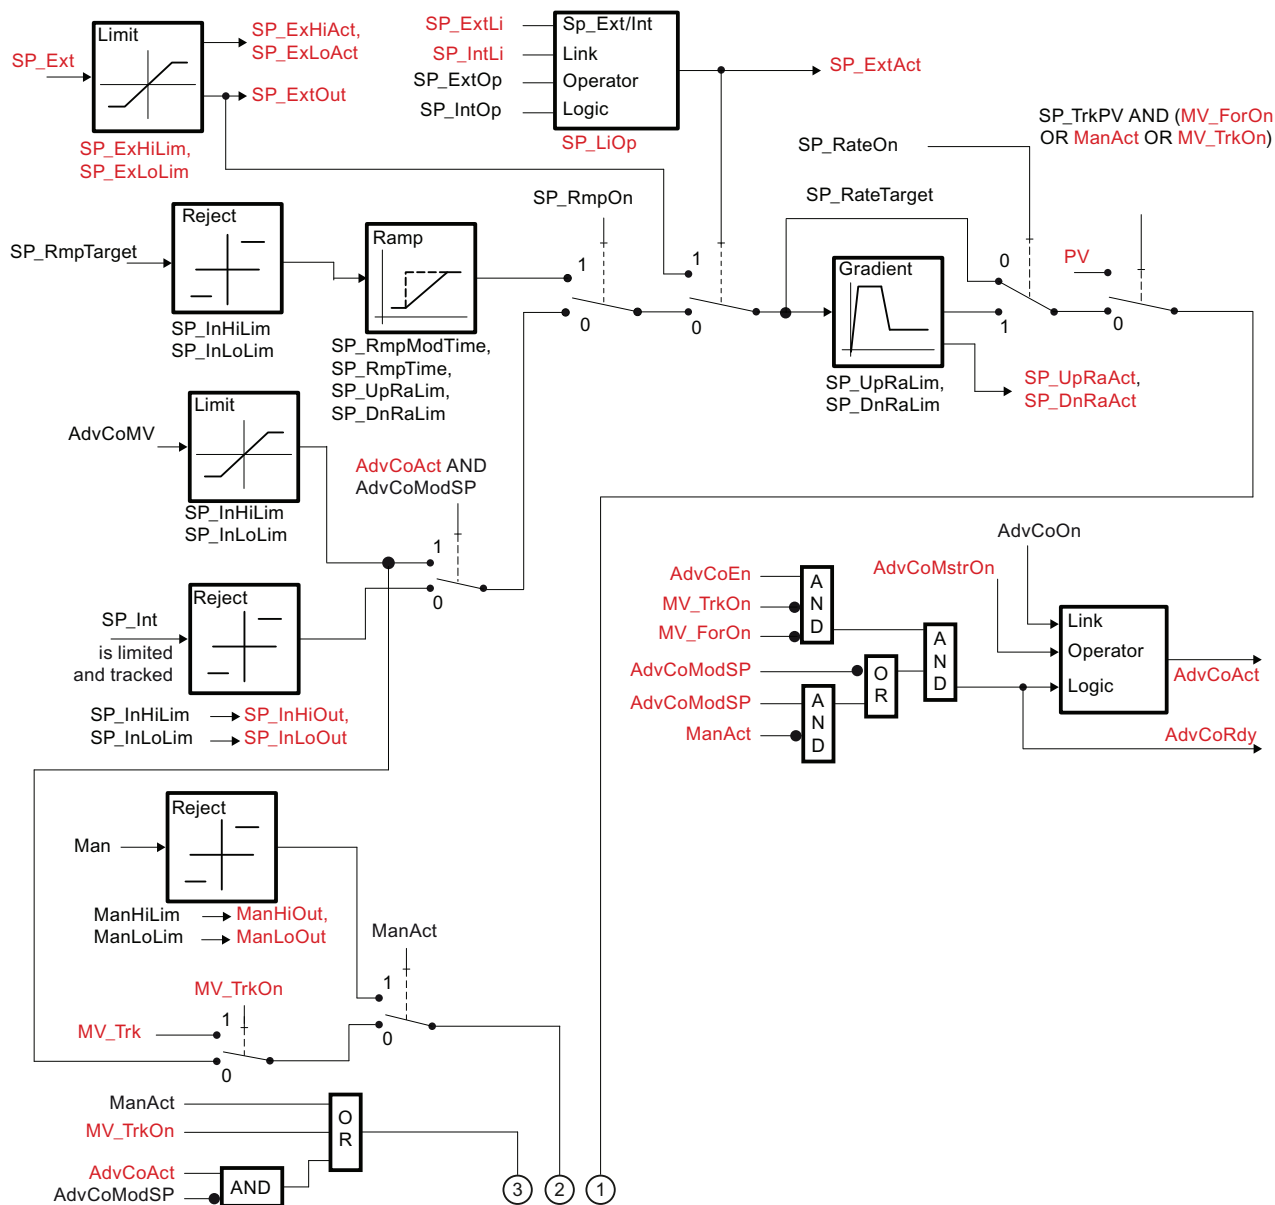 Limit
SP_Ext
SP_ExHiAct,
SP_ExLoAct
SP_ExtOut
SP_ExHiLim,
SP_ExLoLim
SP_ExtLi
SP_IntLi
SP_ExtOp
SP_IntOp
Sp_Ext/Int
Link
Operator
Logic
SP_LiOp
SP_ExtAct
SP_TrkPV AND (MV_ForOn
OR ManAct OR MV_TrkOn)
SP_RateOn
SP_RateTarget
SP_RmpOn
Reject
SP_RmpTarget
SP_InHiLim
SP_InLoLim
Ramp
SP_RmpModTime,
SP_RmpTime,
SP_UpRaLim,
SP_DnRaLim
1
0
1
0
Gradient
SP_UpRaLim,
SP_DnRaLim
0
1
PV
0
SP_UpRaAct,
SP_DnRaAct
Limit
AdvCoMV
SP_InHiLim
SP_InLoLim
AdvCoAct AND
AdvCoModSP
1
0
Reject
SP_Int
is limited
and tracked
SP_InHiLim
SP_InHiOut,
SP_InLoLim
SP_InLoOut
AdvCoOn
AdvCoMstrOn
AdvCoEn
MV_TrkOn
MV_ForOn
AND
AdvCoModSP
AdvCoModSP
ManAct
AND
OR
AND
Link
Operator
Logic
AdvCoAct
AdvCoRdy
Reject
Man
ManHiLim
ManHiOut,
ManLoLim
ManLoOut
ManAct
1
0
MV_TrkOn
MV_Trk
1
0
ManAct
MV_TrkOn
OR
AdvCoAct
AdvCoModSP
AND
3
2
1